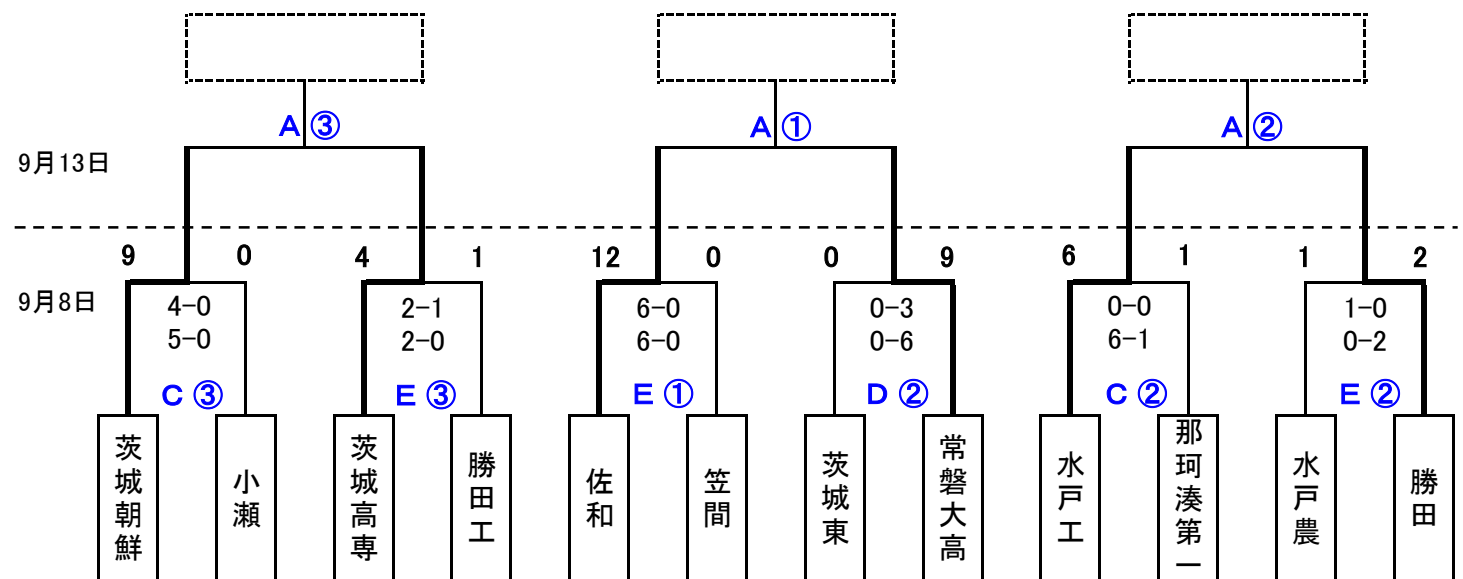 A ③ A ① A ②
9月13日
9 0 4 1 12 0 0 9 6 1 1 2
9月8日
4-0 2-1 6-0 0-3 0-0 1-0
5-0 2-0 6-0 0-6 6-1 0-2
C ③ E ③ E ① D ② C ② E ②
茨城朝鮮
小瀬
茨城高専
勝田工
佐和
笠間
茨城東
常磐大高
水戸工
那珂湊第一
水戸農
勝田